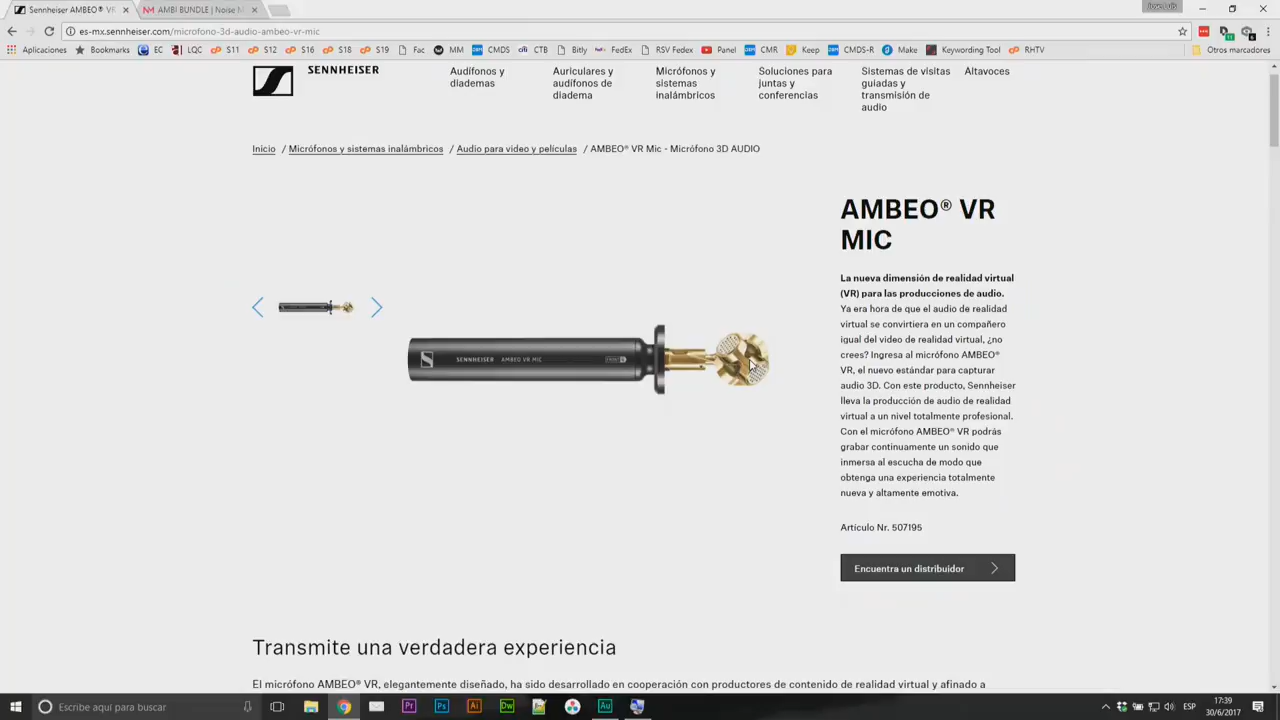 Sennheiser AMBEO® VR
AMBI BUNDLE | Noise M
José Luis
es-mx.sennheiser.com/microfono-3d-audio-ambeo-vr-mic
Aplicaciones
EC
LQC
S11
S12
S16
S18
S19
Fac
MM
CMDS
CTB
Bitly
FedEx
RSV Fedex
Panel
CMR
Keep
CMDS-R
Make
Keywording Tool
RHTV
Otros marcadores
SENNHEISER
Audífonos y
diademas
Auriculares y
audífonos de
diadema
Micrófonos y
sistemas
inalámbricos
Soluciones para
juntas y
conferencias
Sistemas de visitas
guiadas y
transmisión de
audio
Altavoces
Inicio / Micrófonos y sistemas inalámbricos / Audio para video y películas / AMBEO® VR Mic - Micrófono 3D AUDIO
SENNHEISER AMBEO VR MIC
AMBEO® VR
MIC
La nueva dimensión de realidad virtual
(VR) para las producciones de audio.
Ya era hora de que el audio de realidad
virtual se convirtiera en un compañero
igual del video de realidad virtual, ¿no
crees? Ingresa al micrófono AMBEO®
VR, el nuevo estándar para capturar
audio 3D. Con este producto, Sennheiser
lleva la producción de audio de realidad
virtual a un nivel totalmente profesional.
Con el micrófono AMBEO® VR podrás
grabar continuamente un sonido que
inmersa al escucha de modo que
obtenga una experiencia totalmente
nueva y altamente emotiva.
Artículo Nr. 507195
Encuentra un distribuidor
Transmite una verdadera experiencia
El micrófono AMBEO® VR, elegantemente diseñado, ha sido desarrollado en cooperación con productores de contenido de realidad virtual y afinado a
Escribe aquí para buscar
Pr
Ps
Ai
Dw
Au
ESP
17:39
30/6/2017